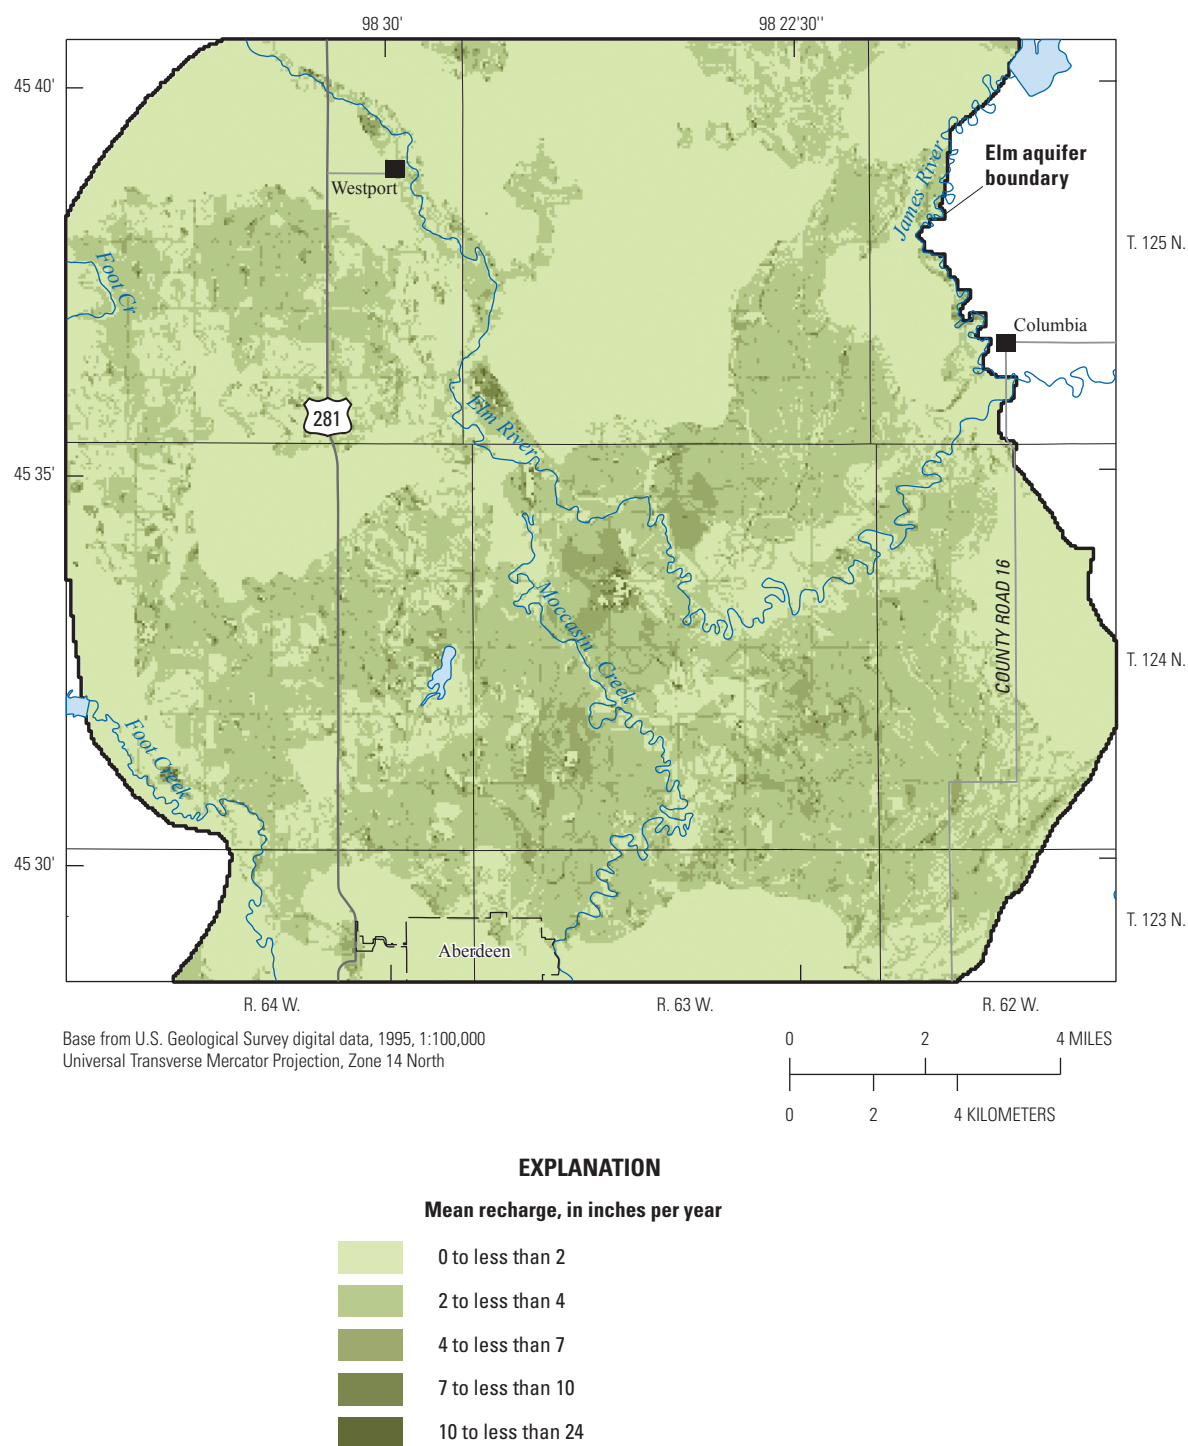 98 30'
98 22'30''
45 40'
Elm aquifer
boundary
Westport
James River
T. 125 N.
Foot Cr
Columbia
281
Elm River
45 35'
COUNTY ROAD 16
Moccasin Creek
T. 124 N.
Foot Creek
45 30'
T. 123 N.
Aberdeen
R. 64 W.
R. 63 W.
R. 62 W.
Base from U.S. Geological Survey digital data, 1995, 1:100,000
Universal Transverse Mercator Projection, Zone 14 North
0 2 4 MILES
0 2 4 KILOMETERS
EXPLANATION
Mean recharge, in inches per year
0 to less than 2
2 to less than 4
4 to less than 7
7 to less than 10
10 to less than 24